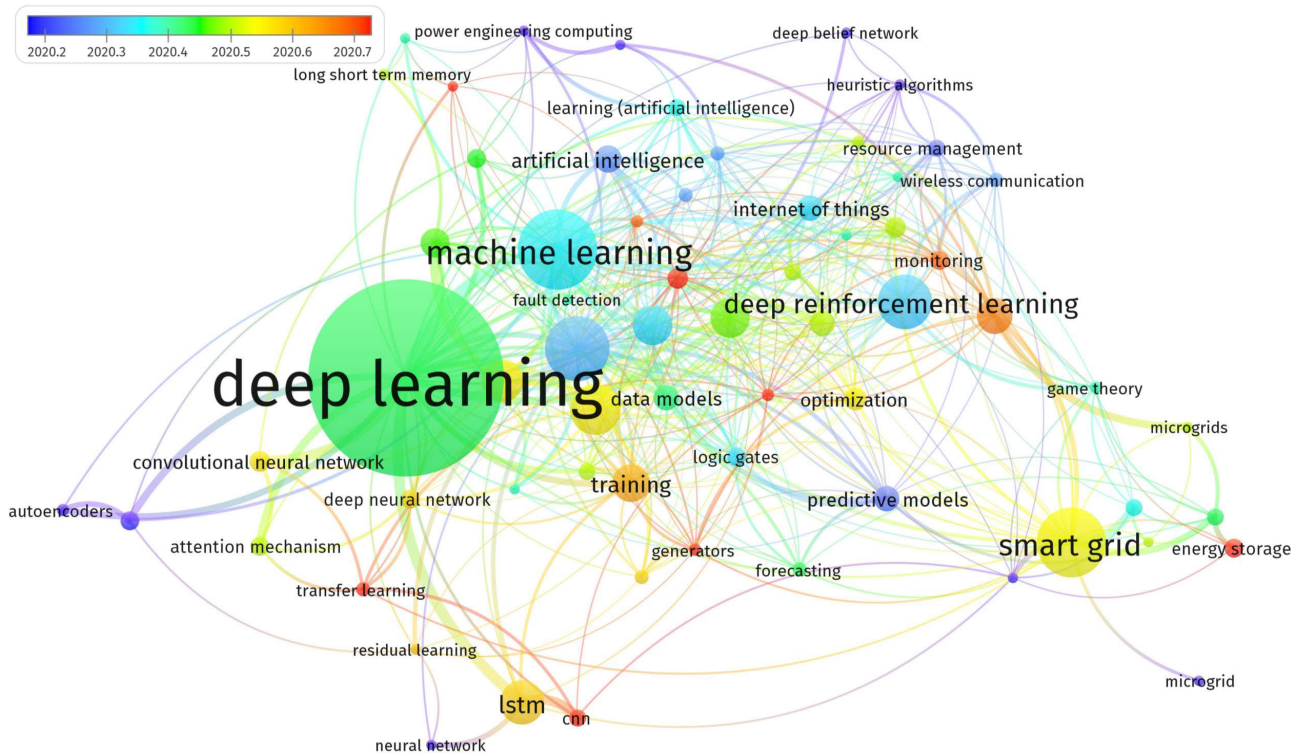 2020.2 2020.3 2020.4 2020.5 2020.6 2020.7
power engineering computing
deep belief network
long short term memory
heuristic algorithms
learning (artificial intelligence)
resource management
artificial intelligence
wireless communication
internet of things
machine learning
monitoring
fault detection
deep reinforcement learning
deep learning
game theory
data models
optimization
microgrids
convolutional neural network
logic gates
training
deep neural network
predictive models
autoencoders
attention mechanism
smart grid
generators
energy storage
forecasting
transfer learning
residual learning
microgrid
lstm
cnn
neural network